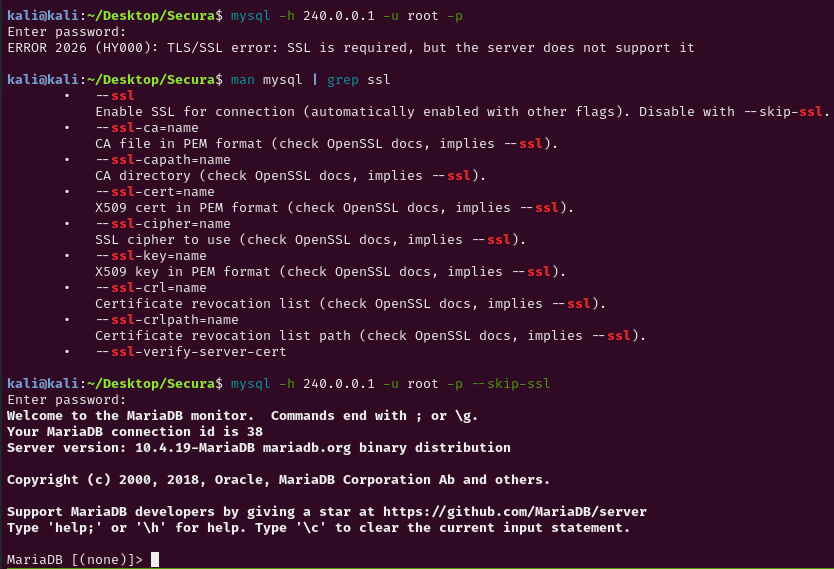 kali@kali:~/Desktop/Secura$ mysql -h 240.0.0.1 -u root -p
Enter password:
ERROR 2026 (HY000): TLS/SSL error: SSL is required, but the server does not support it
kali@kali:~/Desktop/Secura$ man mysql | grep ssl
• --ssl
Enable SSL for connection (automatically enabled with other flags). Disable with --skip-ssl.
• --ssl-ca=name
CA file in PEM format (check OpenSSL docs, implies --ssl).
• --ssl-capath=name
CA directory (check OpenSSL docs, implies --ssl).
• --ssl-cert=name
X509 cert in PEM format (check OpenSSL docs, implies --ssl).
• --ssl-cipher=name
SSL cipher to use (check OpenSSL docs, implies --ssl).
• --ssl-key=name
X509 key in PEM format (check OpenSSL docs, implies --ssl).
• --ssl-crl=name
Certificate revocation list (check OpenSSL docs, implies --ssl).
• --ssl-crlpath=name
Certificate revocation list path (check OpenSSL docs, implies --ssl).
• --ssl-verify-server-cert
kali@kali:~/Desktop/Secura$ mysql -h 240.0.0.1 -u root -p --skip-ssl
Enter password:
Welcome to the MariaDB monitor.  Commands end with ; or \g.
Your MariaDB connection id is 38
Server version: 10.4.19-MariaDB mariadb.org binary distribution
Copyright (c) 2000, 2018, Oracle, MariaDB Corporation Ab and others.
Support MariaDB developers by giving a star at https://github.com/MariaDB/server
Type 'help;' or '\h' for help. Type '\c' to clear the current input statement.
MariaDB [(none)]>